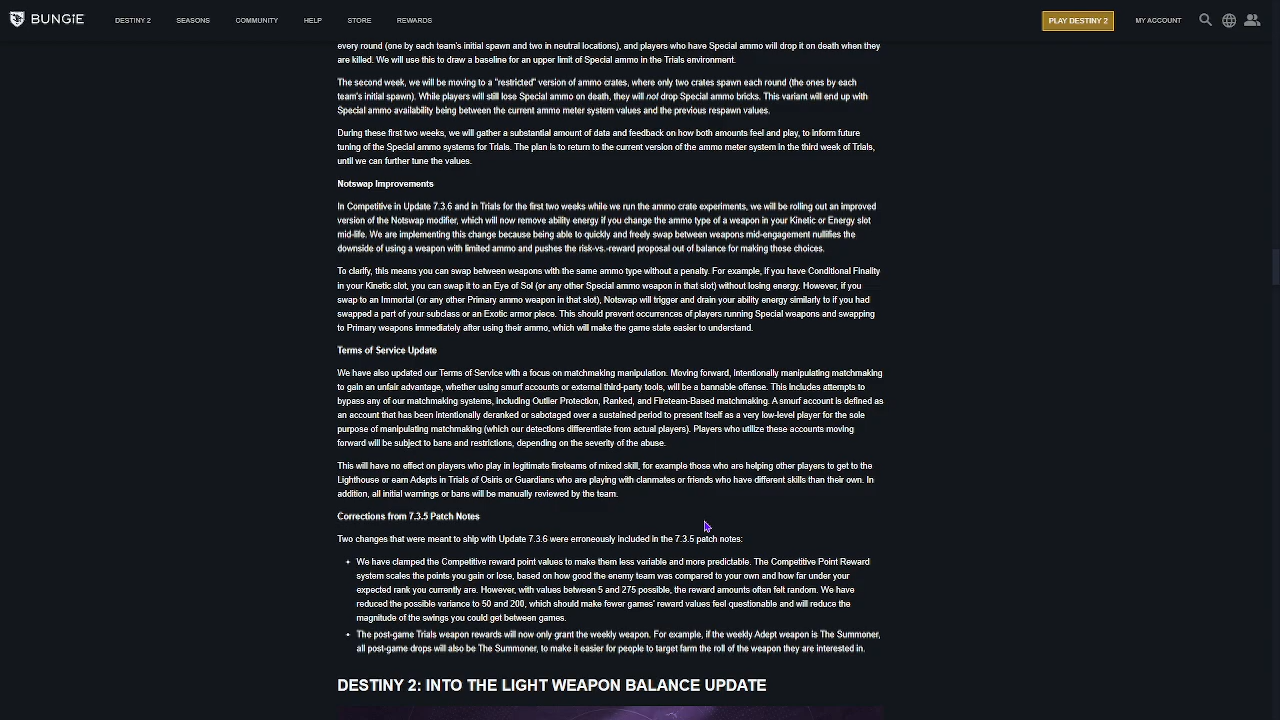 BUNGiE
DESTINY 2
SEASONS
COMMUNITY
HELP
STORE
REWARDS
PLAY DESTINY 2
MY ACCOUNT
every round (one by each team's initial spawn and two in neutral locations), and players who have Special ammo will drop it on death when they
are killed. We will use this to draw a baseline for an upper limit of Special ammo in the Trials environment.
The second week, we will be moving to a "restricted" version of ammo crates, where only two crates spawn each round (the ones by each
team's initial spawn). While players will still lose Special ammo on death, they will not drop Special ammo bricks. This variant will end up with
Special ammo availability being between the current ammo meter system values and the previous respawn values.
During these first two weeks, we will gather a substantial amount of data and feedback on how both amounts feel and play, to inform future
tuning of the Special ammo systems for Trials. The plan is to return to the current version of the ammo meter system in the third week of Trials,
until we can further tune the values.
Notswap Improvements
In Competitive in Update 7.3.6 and in Trials for the first two weeks while we run the ammo crate experiments, we will be rolling out an improved
version of the Notswap modifier, which will now remove ability energy if you change the ammo type of a weapon in your Kinetic or Energy slot
mid-life. We are implementing this change because being able to quickly and freely swap between weapons mid-engagement nullifies the
downside of using a weapon with limited ammo and pushes the risk-vs.-reward proposal out of balance for making those choices.
To clarify, this means you can swap between weapons with the same ammo type without a penalty. For example, if you have Conditional Finality
in your Kinetic slot, you can swap it to an Eye of Sol (or any other Special ammo weapon in that slot) without losing energy. However, if you
swap to an Immortal (or any other Primary ammo weapon in that slot), Notswap will trigger and drain your ability energy similarly to if you had
swapped a part of your subclass or an Exotic armor piece. This should prevent occurrences of players running Special weapons and swapping
to Primary weapons immediately after using their ammo, which will make the game state easier to understand.
Terms of Service Update
We have also updated our Terms of Service with a focus on matchmaking manipulation. Moving forward, intentionally manipulating matchmaking
to gain an unfair advantage, whether using smurf accounts or external third-party tools, will be a bannable offense. This includes attempts to
bypass any of our matchmaking systems, including Outlier Protection, Ranked, and Fireteam-Based matchmaking. A smurf account is defined as
an account that has been intentionally deranked or sabotaged over a sustained period to present itself as a very low-level player for the sole
purpose of manipulating matchmaking (which our detections differentiate from actual players). Players who utilize these accounts moving
forward will be subject to bans and restrictions, depending on the severity of the abuse.
This will have no effect on players who play in legitimate fireteams of mixed skill, for example those who are helping other players to get to the
Lighthouse or earn Adepts in Trials of Osiris or Guardians who are playing with clanmates or friends who have different skills than their own. In
addition, all initial warnings or bans will be manually reviewed by the team.
Corrections from 7.3.5 Patch Notes
Two changes that were meant to ship with Update 7.3.6 were erroneously included in the 7.3.5 patch notes:
• We have clamped the Competitive reward point values to make them less variable and more predictable. The Competitive Point Reward
system scales the points you gain or lose, based on how good the enemy team was compared to your own and how far under your
expected rank you currently are. However, with values between 5 and 275 possible, the reward amounts often felt random. We have
reduced the possible variance to 50 and 200, which should make fewer games' reward values feel questionable and will reduce the
magnitude of the swings you could get between games.
• The post-game Trials weapon rewards will now only grant the weekly weapon. For example, if the weekly Adept weapon is The Summoner,
all post-game drops will also be The Summoner, to make it easier for people to target farm the roll of the weapon they are interested in.
DESTINY 2: INTO THE LIGHT WEAPON BALANCE UPDATE